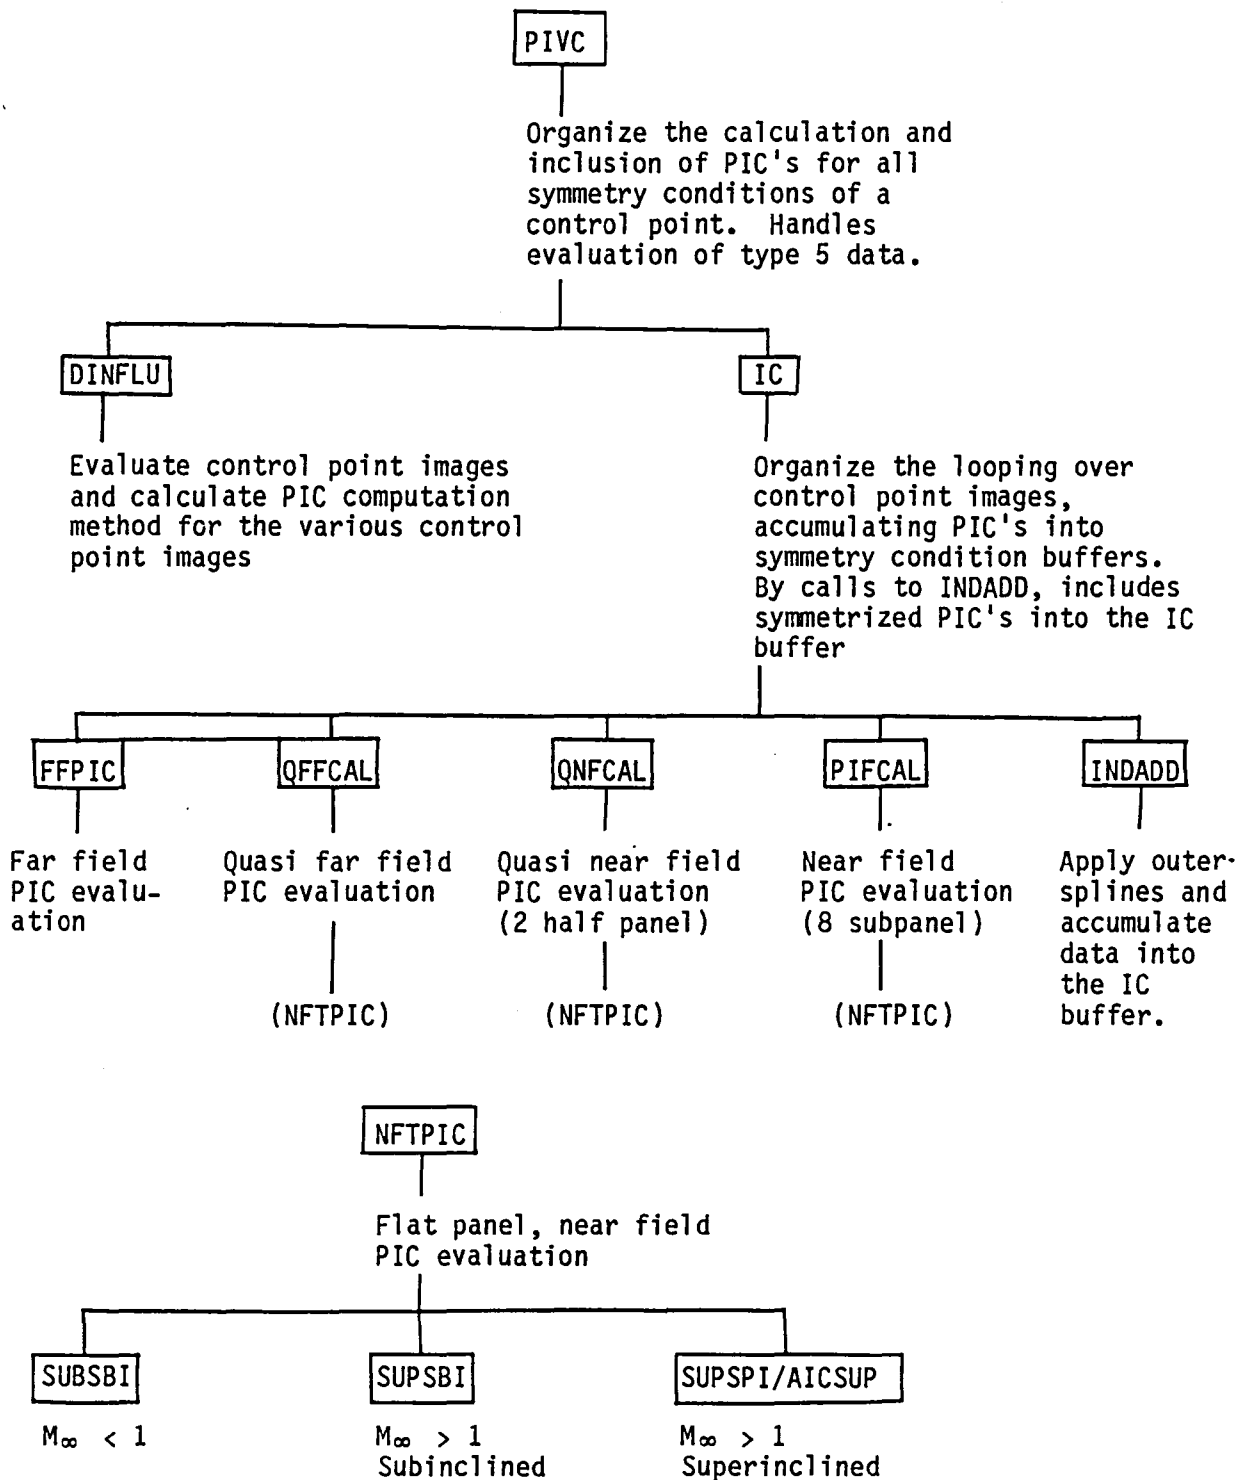 PIVC
Organize the calculation and
inclusion of PIC's for all
symmetry conditions of a
control point. Handles
evaluation of type 5 data.
DINFLU
IC
Evaluate control point images
and calculate PIC computation
method for the various control
point images
Organize the looping over
control point images,
accumulating PIC's into
symmetry condition buffers.
By calls to INDADD, includes
symmetrized PIC's into the IC
buffer
FFPIC
QFFCAL
QNFCAL
PIFCAL
INDADD
Far field
PIC evalu-
ation
Quasi far field
PIC evaluation
Quasi near field
PIC evaluation
(2 half panel)
Near field
PIC evaluation
(8 subpanel)
Apply outer-
splines and
accumulate
data into
the IC
buffer.
(NFTPIC)
(NFTPIC)
(NFTPIC)
NFTPIC
Flat panel, near field
PIC evaluation
SUBSBI
SUPSBI
SUPSPI/AICSUP
M∞ < 1
M∞ > 1
Subinclined
M∞ > 1
Superinclined